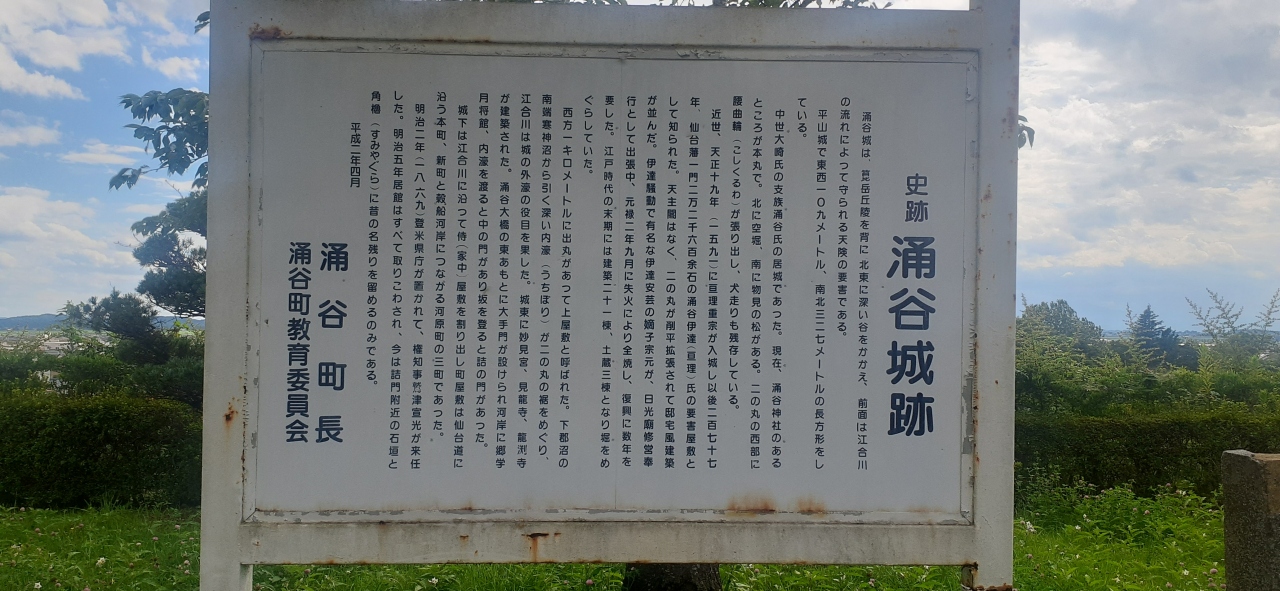 史跡 涌谷城跡
涌谷城は、箟岳丘陵を背に 北東に深い谷をかかえ、前面は江合川
の流れによって守られる天険の要害である。
平山城で東西一〇九メートル、南北三二七メートルの長方形をし
ている。
中世大崎氏の支族涌谷氏の居城であった。現在、涌谷神社のある
ところが本丸で。北に空堀、南に物見の松がある。二の丸の西部に
腰曲輪（こしくるわ）が張り出し、犬走りも残存している。
近世、天正十九年（一五九一）に亘理重宗が入城し以後二百七十七
年、仙台藩一門二万二千六百余石の涌谷伊達（亘理）氏の要害屋敷と
して知られた。天主閣はなく、二の丸が削平拡張されて邸宅風建築
が並んだ。伊達騒動で有名な伊達安芸の嫡子宗元が、日光廟修営奉
行として出張中、元禄二年九月に失火により全焼し、復興に数年を
要した。江戸時代の末期には建築二十一棟、土蔵三棟となり堀をめ
ぐらしていた。
西方一キロメートルに出丸があつて上屋敷と呼ばれた。下郡沼の
南端寒神沼から引く深い内濠（うちぼり）が二の丸の裾をめぐり、
江合川は城の外濠の役目を果した。城東に妙見宮、見龍寺、龍渕寺
が建築された。涌谷大橋の東あもとに大手門が設けられ河岸に郷学
月将館、内濠を渡ると中の門があり坂を登ると詰の門があった。
城下は江合川に沿つて侍（家中）屋敷を割り出し町屋敷は仙台道に
沿う本町、新町と穀船河岸につながる河原町の三町であった。
明治二年（一八六九）登米県庁が置かれて、権知事鷲津宣光が来任
した。明治五年居館はすべて取りこわされ、今は詰門附近の石垣と
角櫓（すみやぐら）に昔の名残りを留めるのみである。
平成二年四月
涌谷町長
涌谷町教育委員会